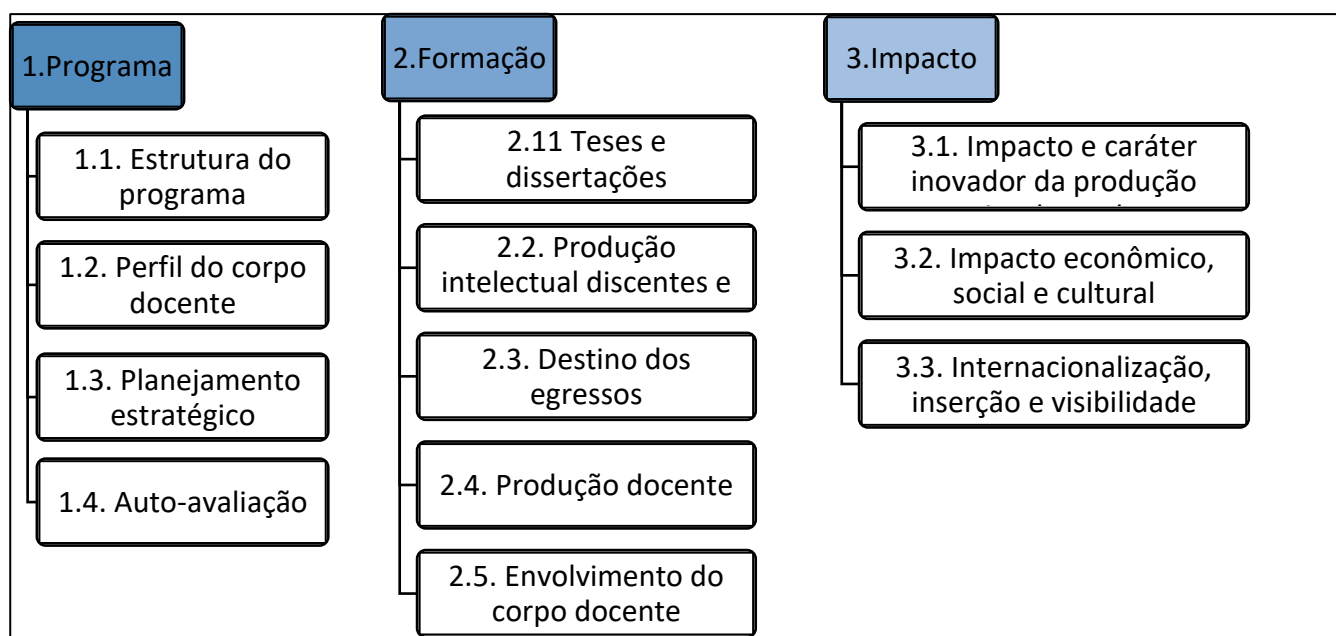 1.Programa
1.1. Estrutura do
programa
1.2. Perfil do corpo
docente
1.3. Planejamento
estratégico
1.4. Auto-avaliação
2.Formação
2.11 Teses e
dissertações
2.2. Produção
intelectual discentes e
2.3. Destino dos
egressos
2.4. Produção docente
2.5. Envolvimento do
corpo docente
3.Impacto
3.1. Impacto e caráter
inovador da produção
3.2. Impacto econômico,
social e cultural
3.3. Internacionalização,
inserção e visibilidade